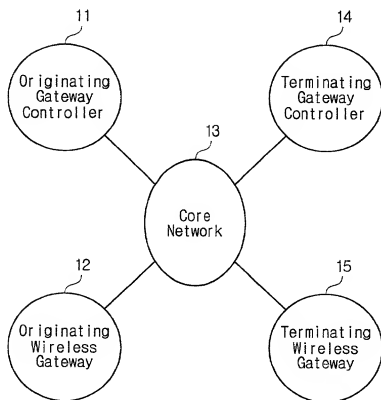 11
Originating
Gateway
Controller
14
Terminating
Gateway
Controller
13
Core
Network
12
Originating
Wireless
Gateway
15
Terminating
Wireless
Gateway